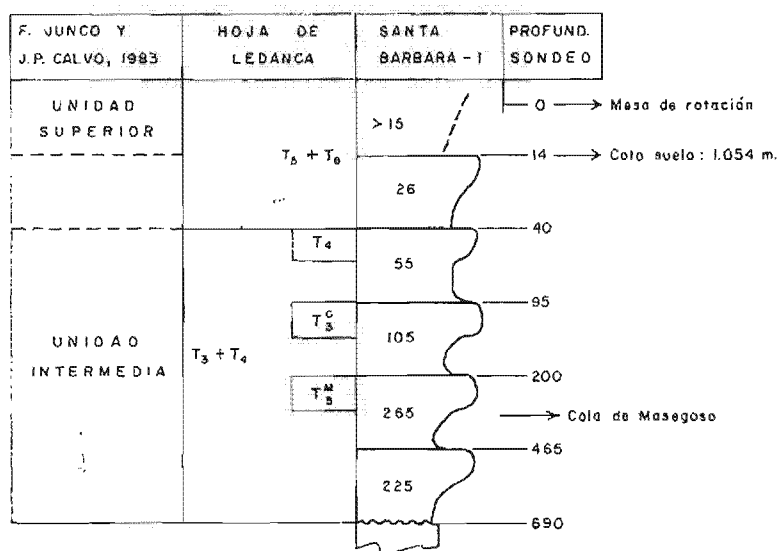 F. JUNCO Y
J.P. CALVO, 1983
HOJA DE
LEDANCA
SANTA
BARBARA - 1
PROFUND.
SONDEO
UNIDAD
SUPERIOR
> 15
0 → Mesa de rotación
T5 + T6
14 → Cota suelo : 1.054 m.
26
40
T4
55
95
T3C
105
UNIDAD
INTERMEDIA
T3 + T4
200
T3M
265
Cola de Masegoso
465
225
690